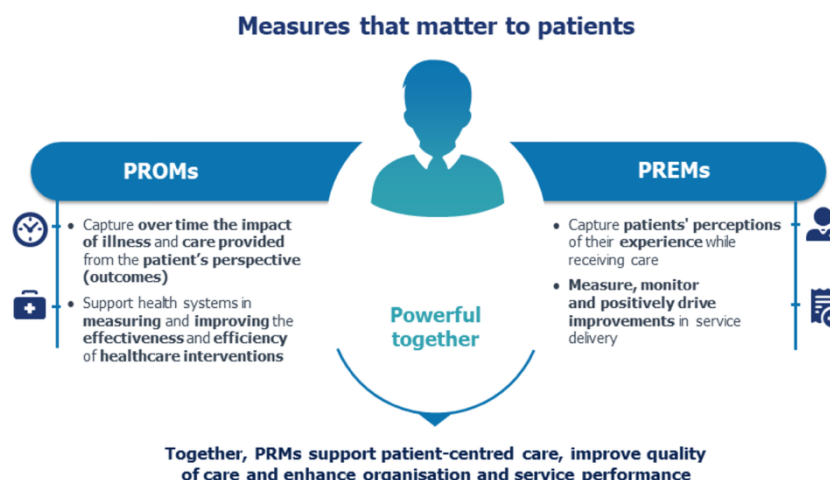 Measures that matter to patients
PROMs
• Capture over time the impact
of illness and care provided
from the patient's perspective
(outcomes)
• Support health systems in
measuring and improving the
effectiveness and efficiency
of healthcare interventions
Powerful
together
PREMs
• Capture patients' perceptions
of their experience while
receiving care
• Measure, monitor
and positively drive
improvements in service
delivery
Together, PRMs support patient-centred care, improve quality
of care and enhance organisation and service performance